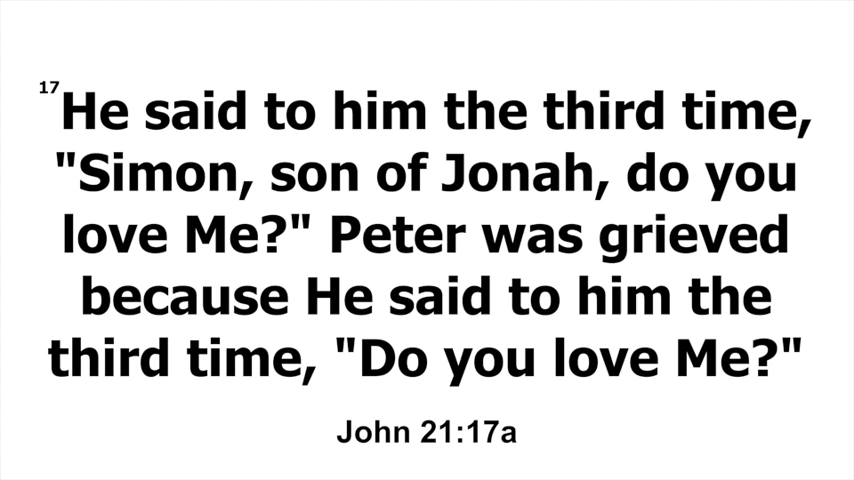 17He said to him the third time,
"Simon, son of Jonah, do you
love Me?" Peter was grieved
because He said to him the
third time, "Do you love Me?"
John 21:17a